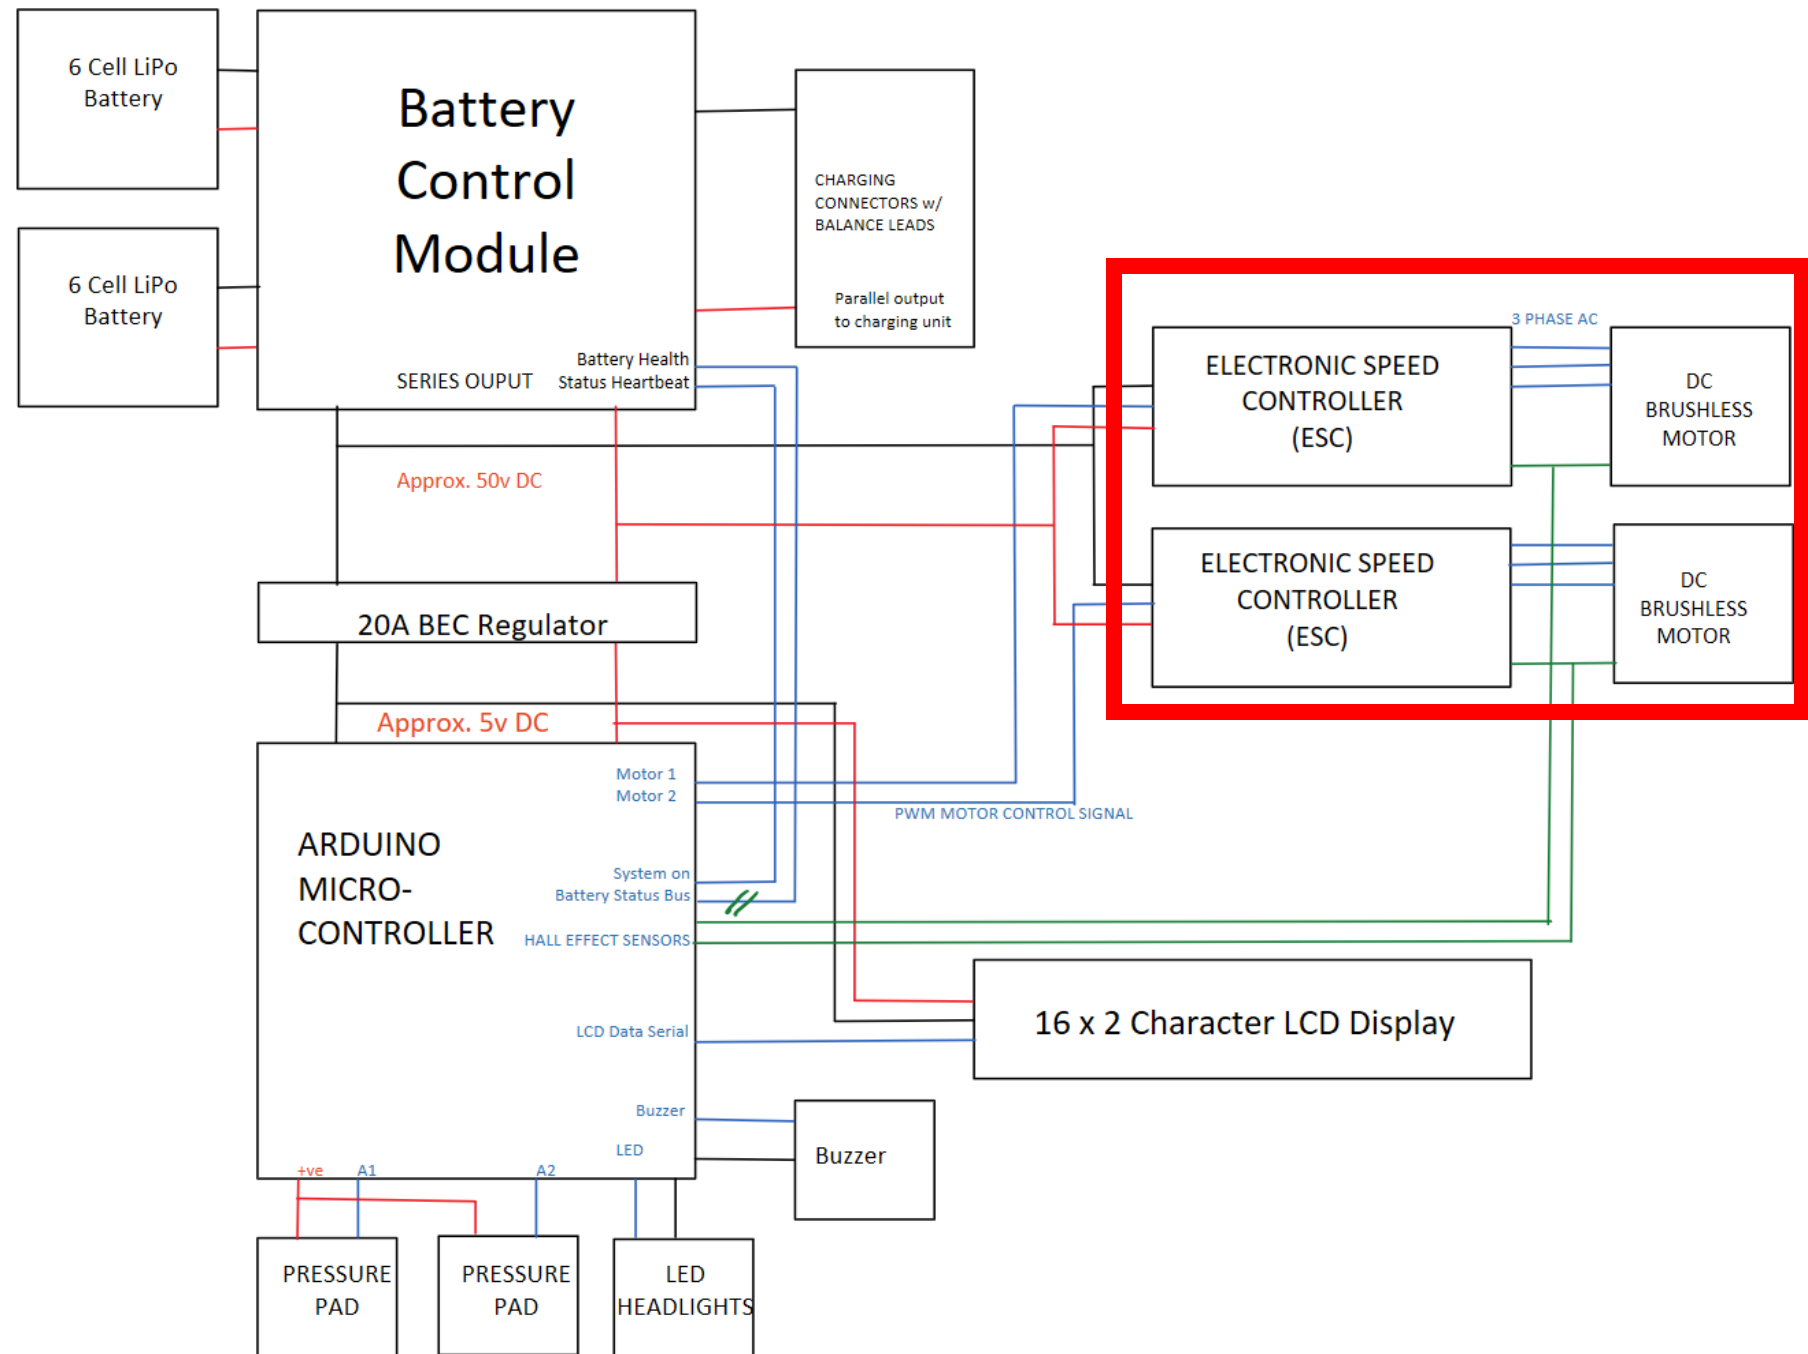 6 Cell LiPo
Battery
6 Cell LiPo
Battery
Battery
Control
Module
SERIES OUPUT
Battery Health
Status Heartbeat
CHARGING
CONNECTORS w/
BALANCE LEADS
Parallel output
to charging unit
3 PHASE AC
ELECTRONIC SPEED
CONTROLLER
(ESC)
DC
BRUSHLESS
MOTOR
ELECTRONIC SPEED
CONTROLLER
(ESC)
DC
BRUSHLESS
MOTOR
Approx. 50v DC
20A BEC Regulator
Approx. 5v DC
Motor 1
Motor 2
PWM MOTOR CONTROL SIGNAL
ARDUINO
MICRO-
CONTROLLER
System on
Battery Status Bus
HALL EFFECT SENSORS
LCD Data Serial
16 x 2 Character LCD Display
Buzzer
LED
Buzzer
+ve
A1
A2
PRESSURE
PAD
PRESSURE
PAD
LED
HEADLIGHTS